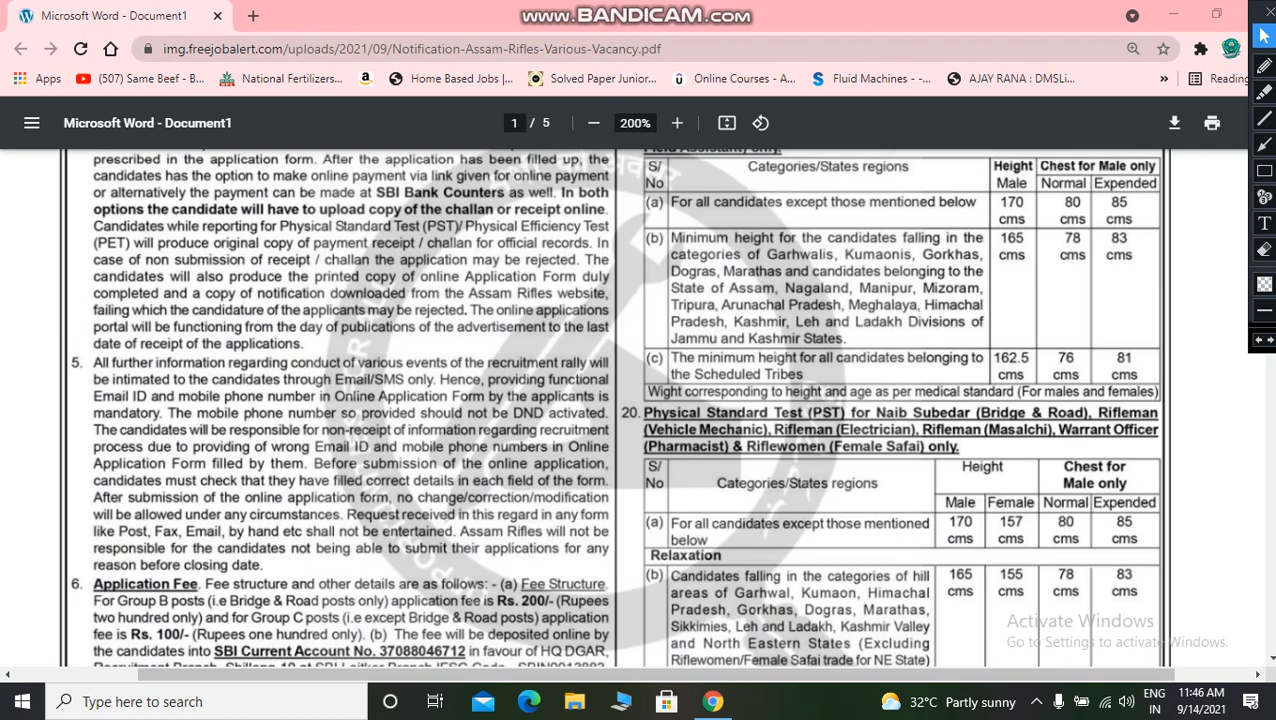 www.BANDICAM.com
Microsoft Word - Document1
img.freejobalert.com/uploads/2021/09/Notification-Assam-Rifles-Various-Vacancy.pdf
Apps
(507) Same Beef - B...
National Fertilizers...
Home Based Jobs |...
Solved Paper Junior...
Online Courses - A...
Fluid Machines - -...
AJAY RANA : DMSLi...
»
Reading
Microsoft Word - Document1
1 / 5
200%
prescribed in the application form. After the application has been filled up, the
candidates has the option to make online payment via link given for online payment
or alternatively the payment can be made at SBI Bank Counters as well. In both
options the candidate will have to upload copy of the challan or receipt online.
Candidates while reporting for Physical Standard Test (PST)/ Physical Efficiency Test
(PET) will produce original copy of payment receipt / challan for official records. In
case of non submission of receipt / challan the application may be rejected. The
candidates will also produce the printed copy of online Application Form duly
completed and a copy of notification downloaded from the Assam Rifles website,
failing which the candidature of the applicants may be rejected. The online applications
portal will be functioning from the day of publications of the advertisement to the last
date of receipt of the applications.
5. All further information regarding conduct of various events of the recruitment rally will
be intimated to the candidates through Email/SMS only. Hence, providing functional
Email ID and mobile phone number in Online Application Form by the applicants is
mandatory. The mobile phone number so provided should not be DND activated.
The candidates will be responsible for non-receipt of information regarding recruitment
process due to providing of wrong Email ID and mobile phone numbers in Online
Application Form filled by them. Before submission of the online application,
candidates must check that they have filled correct details in each field of the form.
After submission of the online application form, no change/correction/modification
will be allowed under any circumstances. Request received in this regard in any form
like Post, Fax, Email, by hand etc shall not be entertained. Assam Rifles will not be
responsible for the candidates not being able to submit their applications for any
reason before closing date.
6. Application Fee. Fee structure and other details are as follows: - (a) Fee Structure.
For Group B posts (i.e Bridge & Road posts only) application fee is Rs. 200/- (Rupees
two hundred only) and for Group C posts (i.e except Bridge & Road posts) application
fee is Rs. 100/- (Rupees one hundred only). (b) The fee will be deposited online by
the candidates into SBI Current Account No. 37088046712 in favour of HQ DGAR,
Recruitment Branch, Shillong-10 at SBI Laitkor Branch IFSC Code
Field Assistant) only.
S/ No Categories/States regions Height Chest for Male only
Male Normal Expended
(a) For all candidates except those mentioned below 170 80 85
cms cms cms
(b) Minimum height for the candidates falling in the 165 78 83
categories of Garhwalis, Kumaonis, Gorkhas, cms cms cms
Dogras, Marathas and candidates belonging to the
State of Assam, Nagaland, Manipur, Mizoram,
Tripura, Arunachal Pradesh, Meghalaya, Himachal
Pradesh, Kashmir, Leh and Ladakh Divisions of
Jammu and Kashmir States.
(c) The minimum height for all candidates belonging to 162.5 76 81
the Scheduled Tribes cms cms cms
Wight corresponding to height and age as per medical standard (For males and females)
20. Physical Standard Test (PST) for Naib Subedar (Bridge & Road), Rifleman
(Vehicle Mechanic), Rifleman (Electrician), Rifleman (Masalchi), Warrant Officer
(Pharmacist) & Riflewomen (Female Safai) only.
S/ Height Chest for
No Categories/States regions Male only
Male Female Normal Expended
(a) For all candidates except those mentioned 170 157 80 85
below cms cms cms cms
Relaxation
(b) Candidates falling in the categories of hill 165 155 78 83
areas of Garhwal, Kumaon, Himachal cms cms cms cms
Pradesh, Gorkhas, Dogras, Marathas,
Sikkimies, Leh and Ladakh, Kashmir Valley
and North Eastern States (Excluding
Riflewomen/Female Safai trade for NE State)
Activate Windows
Go to Settings to activate Windows.
Type here to search
32°C Partly sunny
ENG
IN
11:46 AM
9/14/2021